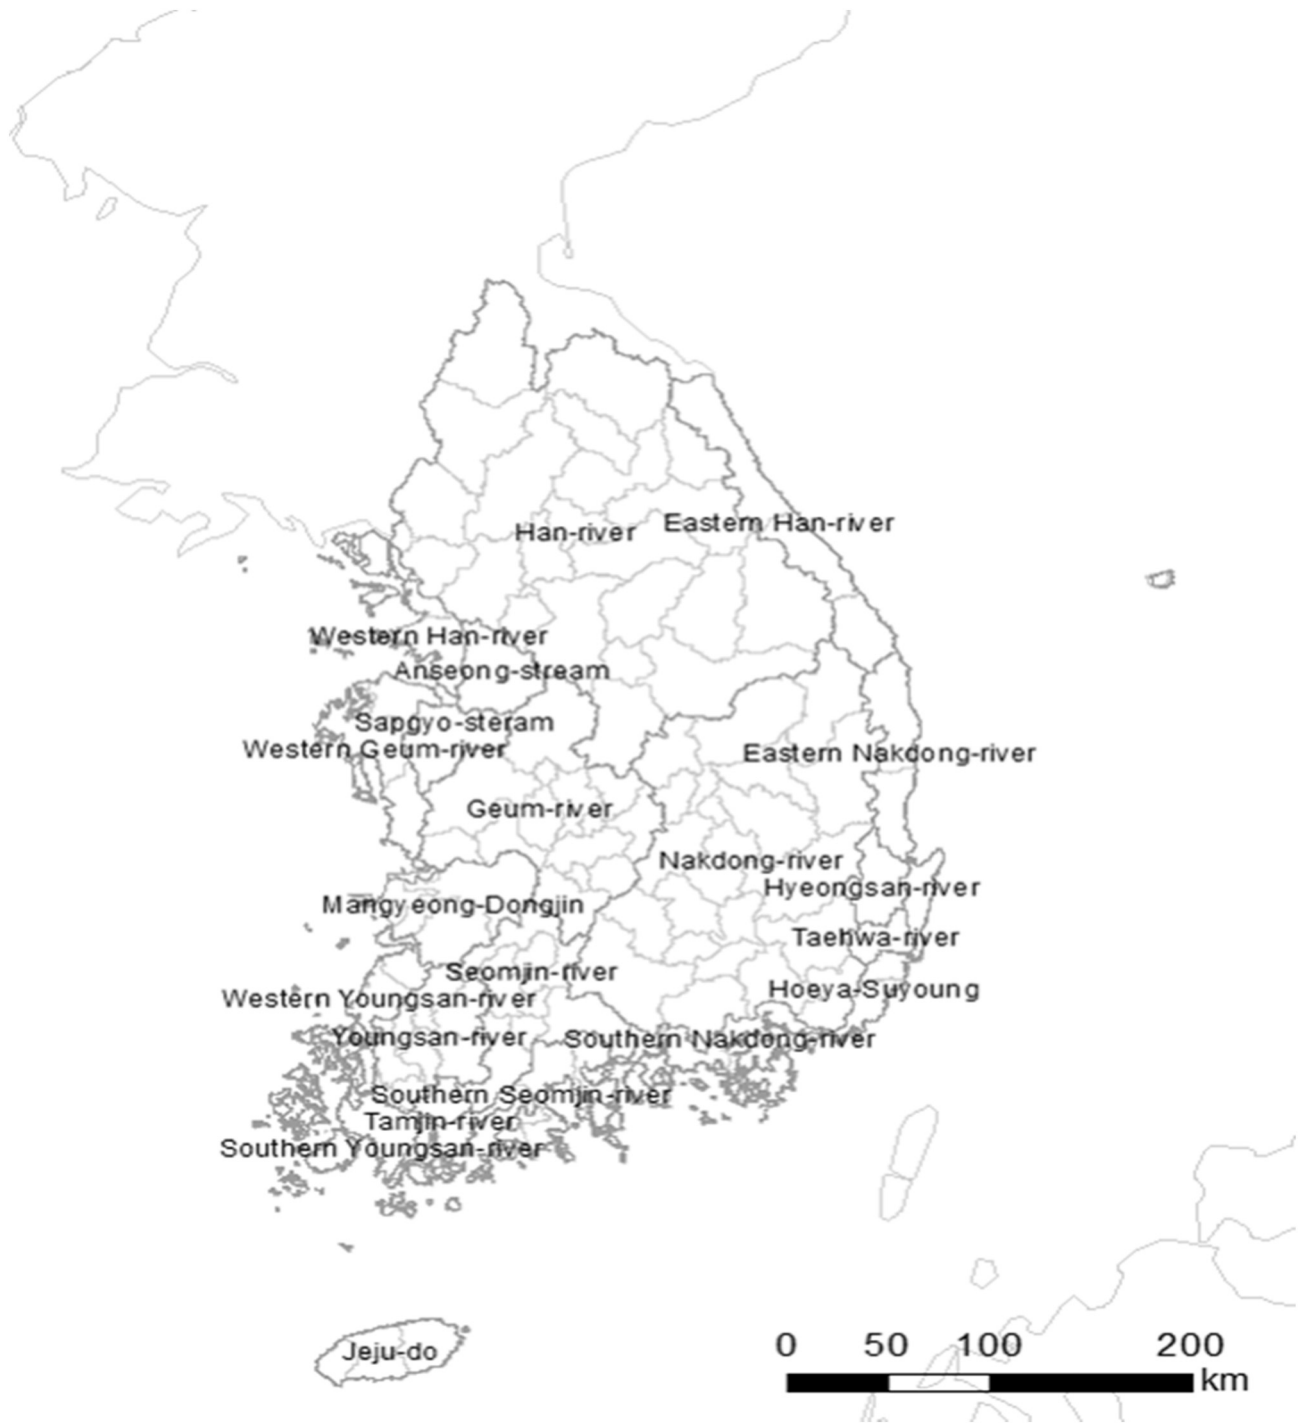 Eastern Han-river
Han-river
Western Han-river
Anseong-stream
Sapgyo-steram
Western Geum-river
Eastern Nakdong-river
Geum-river
Nakdong-river
Hyeongsan-river
Mangyeong-Dongjin
Taehwa-river
Seomjin-river
Hoeya-Suyoung
Western Youngsan-river
Youngsan-river
Southern Nakdong-river
Southern Seomjin-river
Tamjin-river
Southern Youngsan-river
Jeju-do
0 50 100 200
km